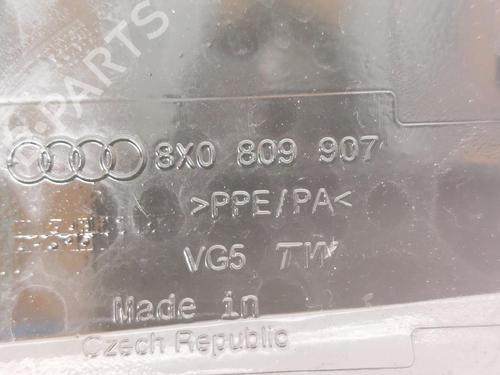 PARTS
8X0 809 907
>PPE/PA<
VG5 TW
Made in
Czech Republic